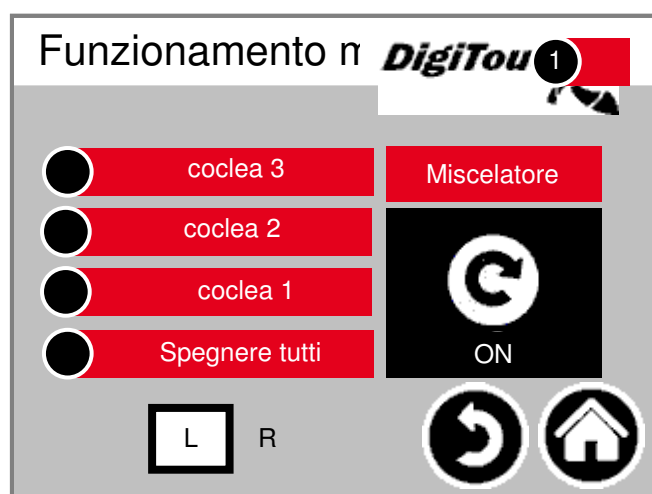 Funzionamento m
DigiTou 1
coclea 3
Miscelatore
coclea 2
coclea 1
Spegnere tutti
ON
L R